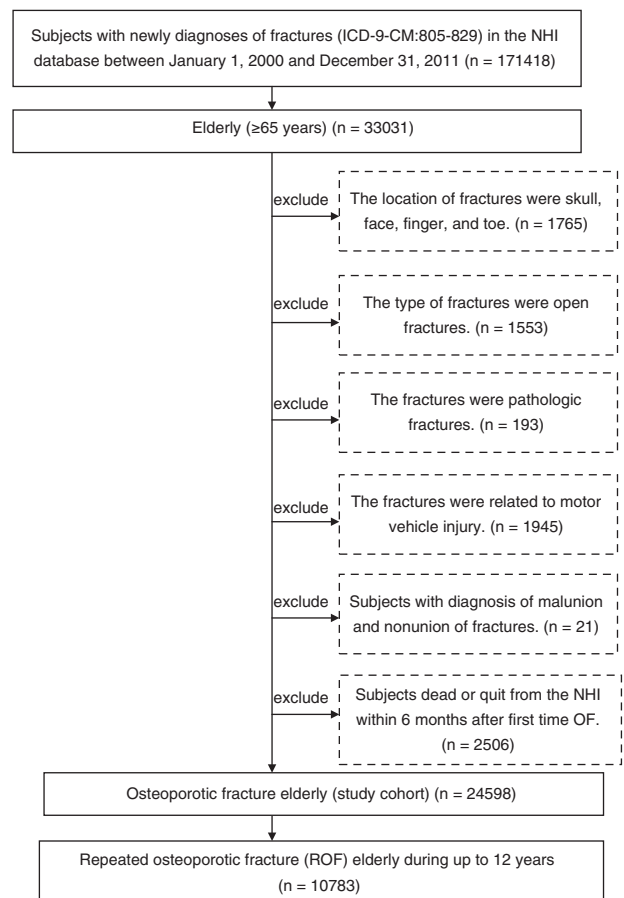 Subjects with newly diagnoses of fractures (ICD-9-CM:805-829) in the NHI
database between January 1, 2000 and December 31, 2011 (n = 171418)
Elderly (≥65 years) (n = 33031)
exclude
The location of fractures were skull,
face, finger, and toe. (n = 1765)
exclude
The type of fractures were open
fractures. (n = 1553)
exclude
The fractures were pathologic
fractures. (n = 193)
exclude
The fractures were related to motor
vehicle injury. (n = 1945)
exclude
Subjects with diagnosis of malunion
and nonunion of fractures. (n = 21)
exclude
Subjects dead or quit from the NHI
within 6 months after first time OF.
(n = 2506)
Osteoporotic fracture elderly (study cohort) (n = 24598)
Repeated osteoporotic fracture (ROF) elderly during up to 12 years
(n = 10783)